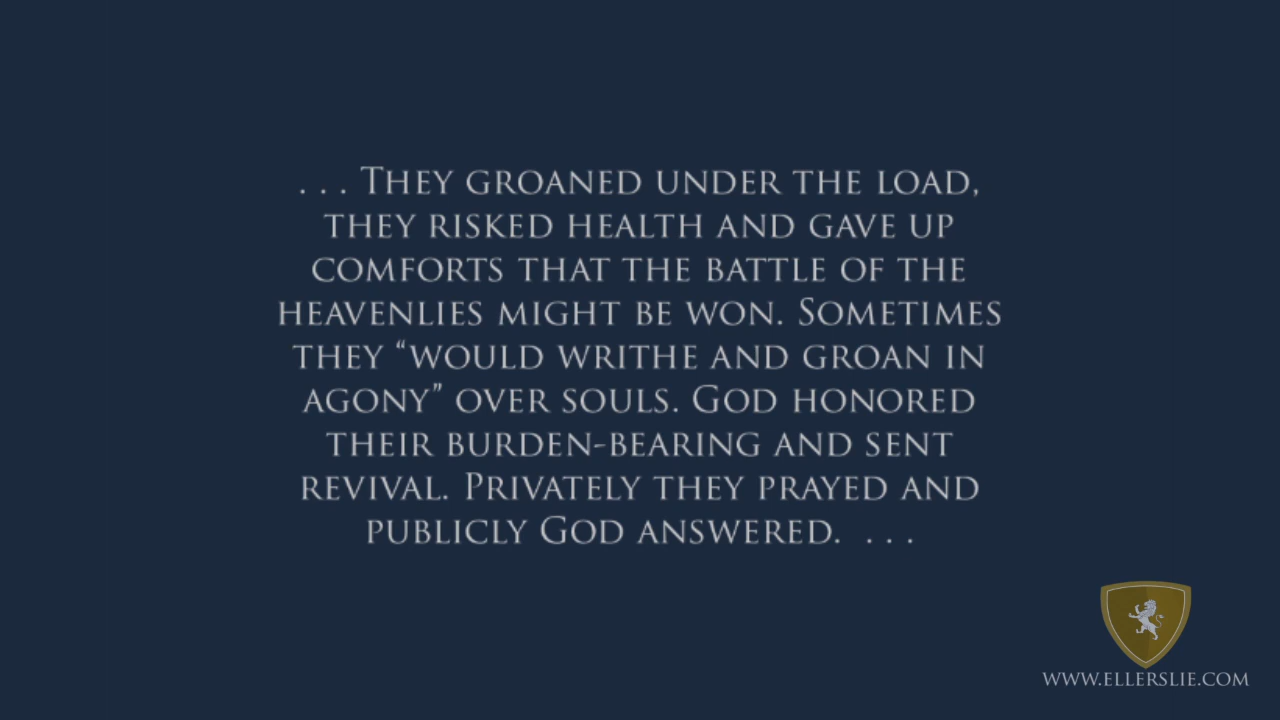 . . . They groaned under the load,
they risked health and gave up
comforts that the battle of the
heavenlies might be won. Sometimes
they “would writhe and groan in
agony” over souls. God honored
their burden-bearing and sent
revival. Privately they prayed and
publicly God answered. . . .
www.ellerslie.com